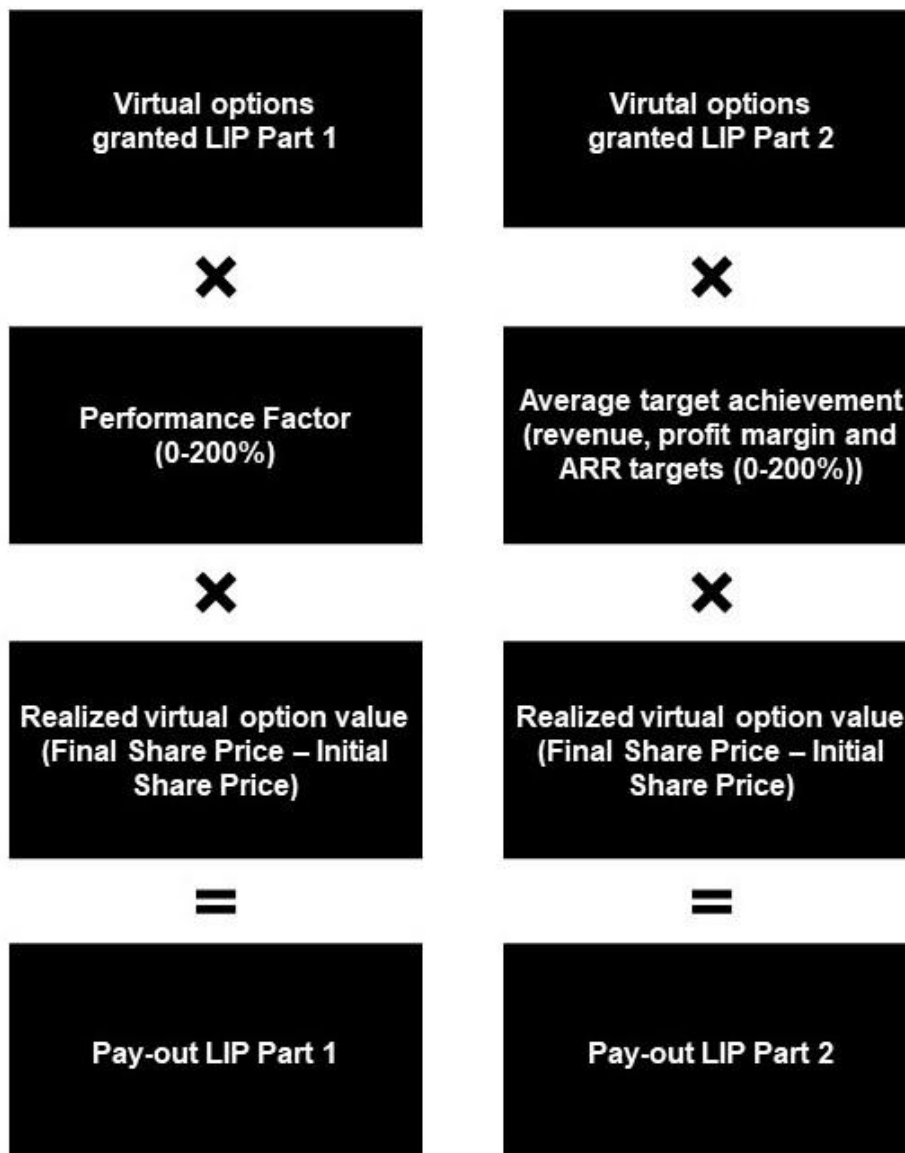 Virtual options
granted LIP Part 1
Virutal options
granted LIP Part 2
×
×
Performance Factor
(0-200%)
Average target achievement
(revenue, profit margin and
ARR targets (0-200%))
×
×
Realized virtual option value
(Final Share Price – Initial
Share Price)
Realized virtual option value
(Final Share Price – Initial
Share Price)
=
=
Pay-out LIP Part 1
Pay-out LIP Part 2